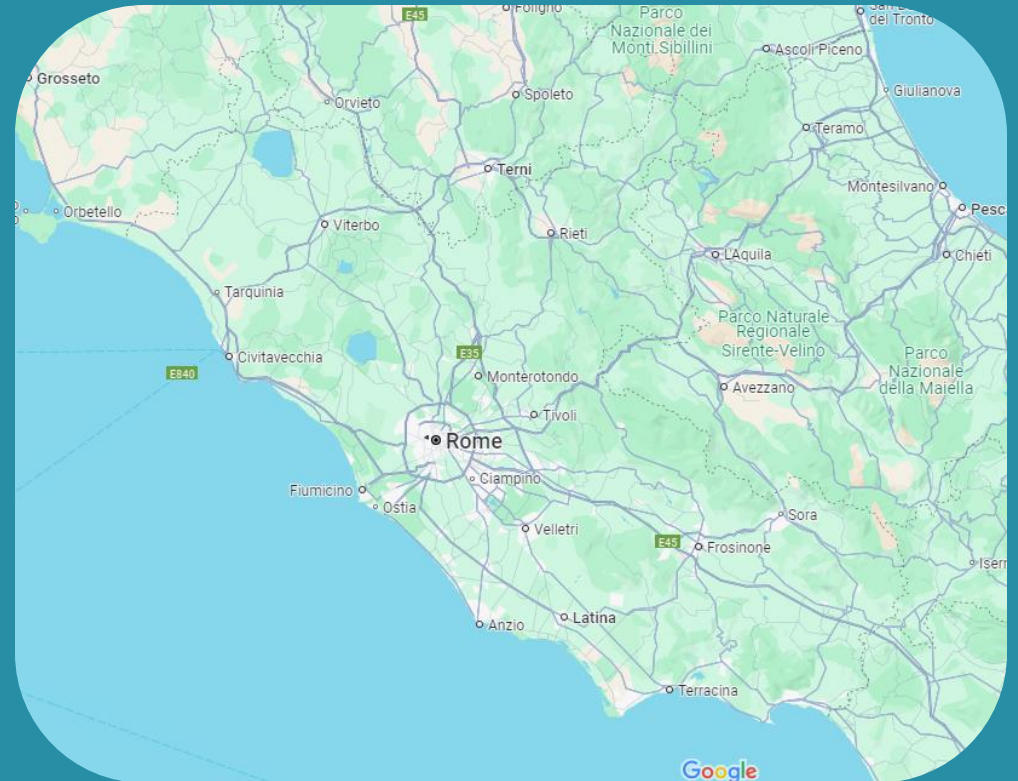 E45
Foligno
Parco
Nazionale dei
Monti Sibillini
del Tronto
Ascoli Piceno
Grosseto
Orvieto
Spoleto
Giulianova
Teramo
Terni
Montesilvano
Orbetello
Pesc
Viterbo
Rieti
L'Aquila
Chieti
Tarquinia
Parco Naturale
Regionale
Sirente-Velino
Civitavecchia
E35
Parco
Nazionale
della Maiella
E840
Monterotondo
Avezzano
Tivoli
Rome
Ciampino
Fiumicino
Ostia
Sora
Velletri
E45
Frosinone
Isern
Anzio
Latina
Terracina
Google